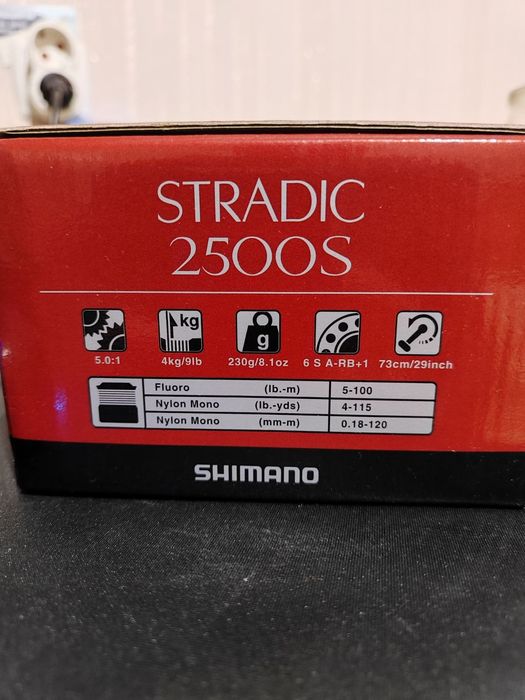 STRADIC
2500S
kg
g
5.0:1 4kg/9lb 230g/8.1oz 6 S A-RB+1 73cm/29inch
Fluoro (lb.-m) 5-100
Nylon Mono (lb.-yds) 4-115
Nylon Mono (mm-m) 0.18-120
SHIMANO